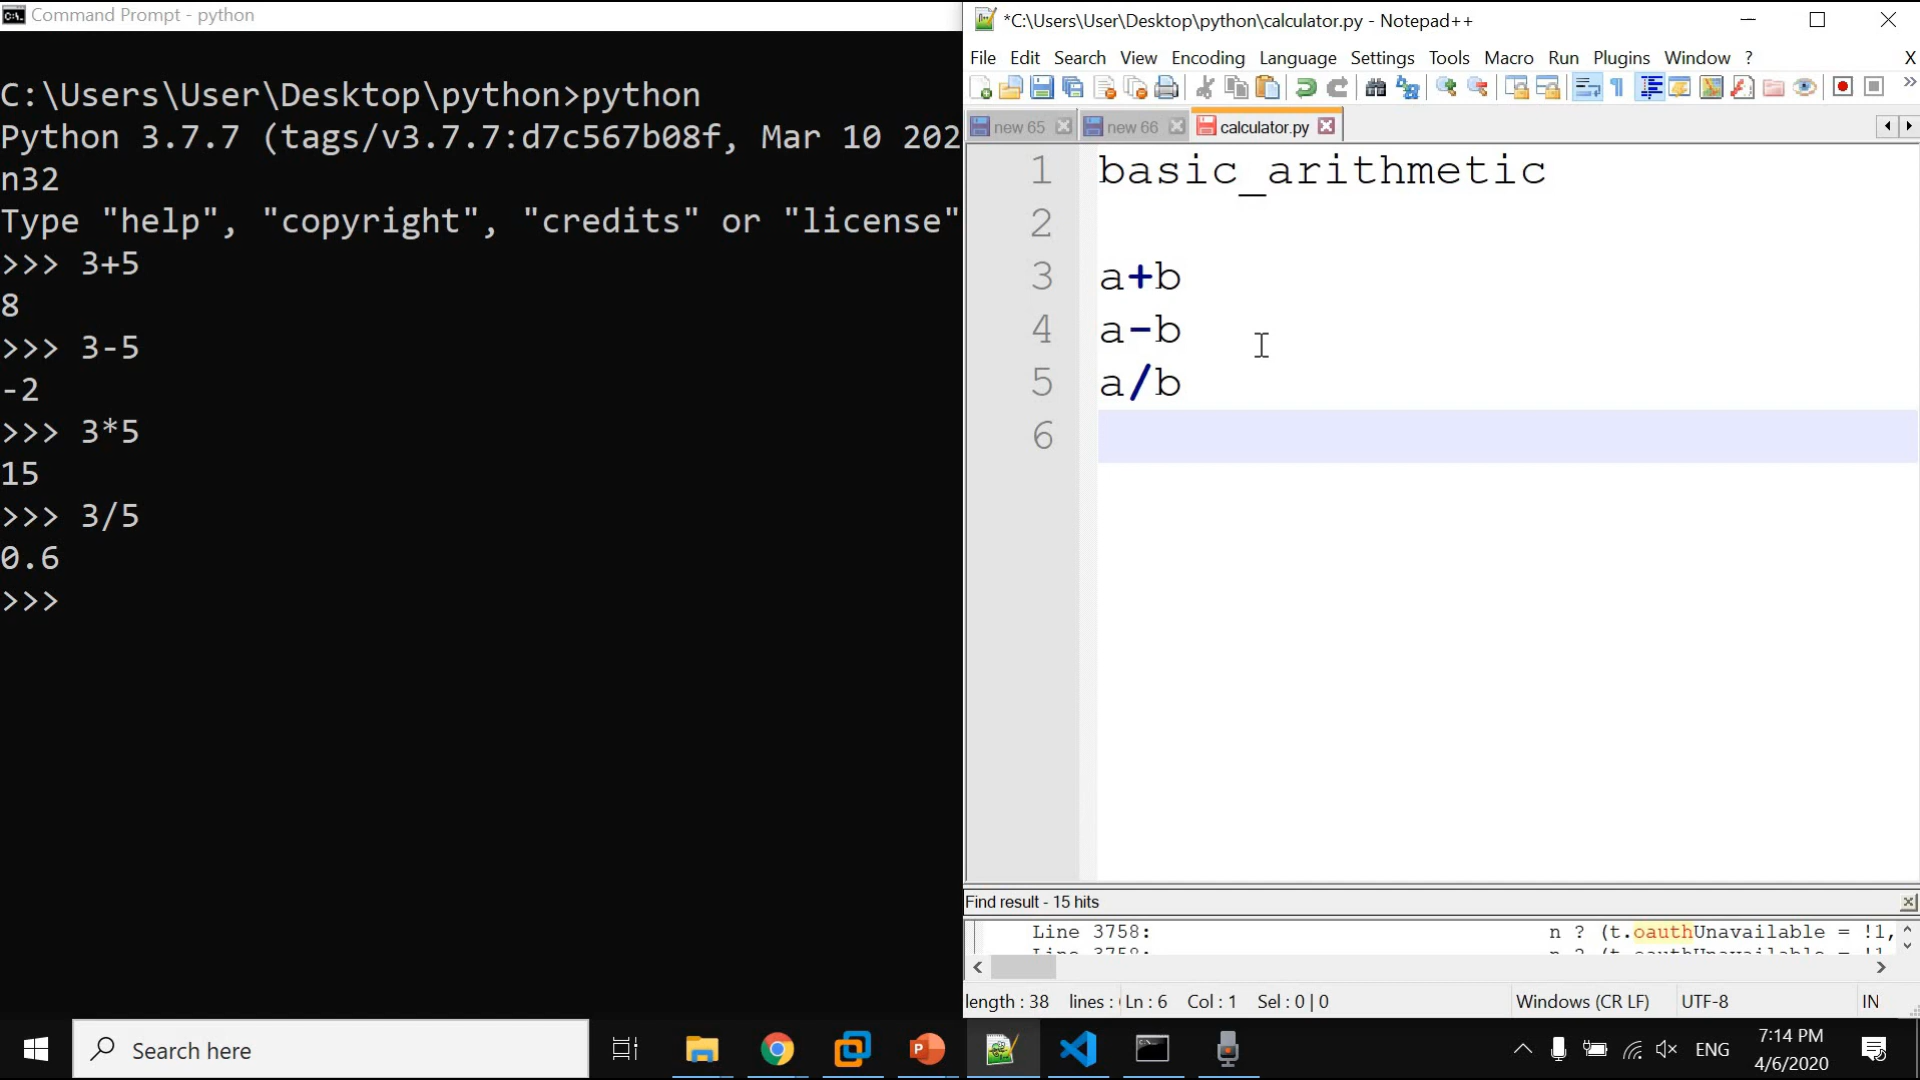 Command Prompt - python
C:\Users\User\Desktop\python>python
Python 3.7.7 (tags/v3.7.7:d7c567b08f, Mar 10 202
n32
Type "help", "copyright", "credits" or "license"
>>> 3+5
8
>>> 3-5
-2
>>> 3*5
15
>>> 3/5
0.6
>>>
*C:\Users\User\Desktop\python\calculator.py - Notepad++
File Edit Search View Encoding Language Settings Tools Macro Run Plugins Window ? X
new 65 new 66 calculator.py
1 basic_arithmetic
2
3 a+b
4 a-b
5 a/b
6
Find result - 15 hits
Line 3758: n ? (t.oauthUnavailable = !1,
length : 38 lines : Ln : 6 Col : 1 Sel : 0 | 0 Windows (CR LF) UTF-8 IN
Search here
ENG
7:14 PM
4/6/2020